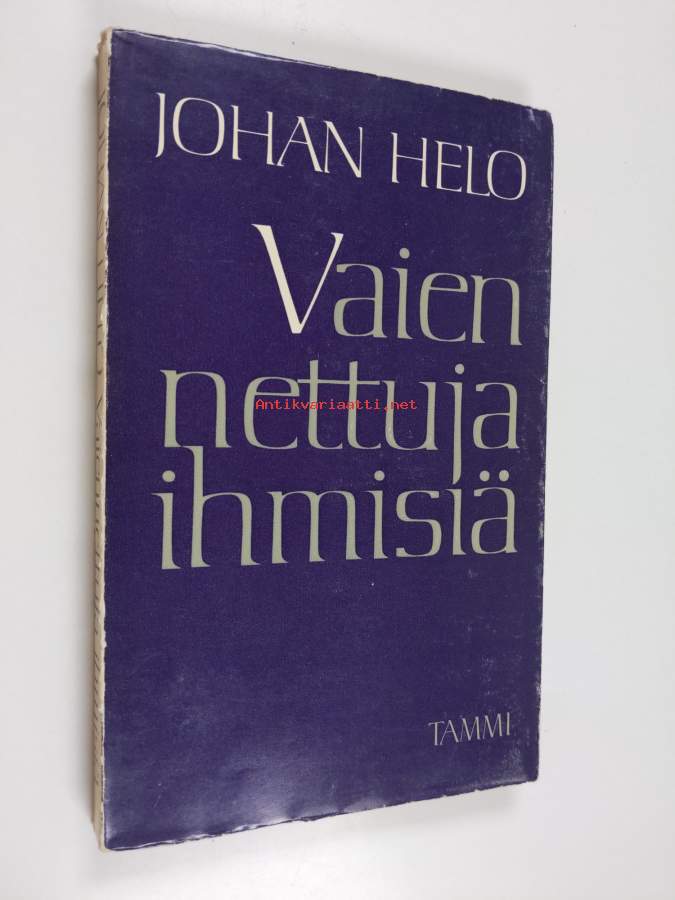 JOHAN HELO
Vaien
nettuja
ihmisiä
TAMMI
Antikvariaatti.net